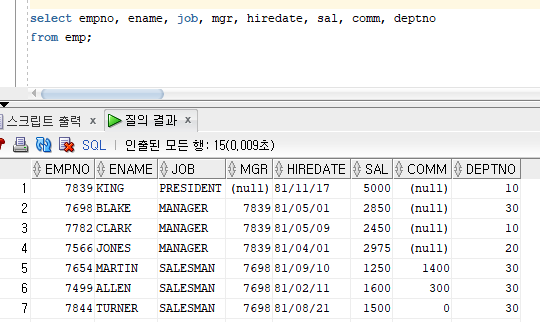 select empno, ename, job, mgr, hiredate, sal, comm, deptno
from emp;
스크립트 출력 x 질의 결과 x
SQL | 인출된 모든 행: 15(0,009초)
EMPNO ENAME JOB MGR HIREDATE SAL COMM DEPTNO
1 7839 KING PRESIDENT (null) 81/11/17 5000 (null) 10
2 7698 BLAKE MANAGER 7839 81/05/01 2850 (null) 30
3 7782 CLARK MANAGER 7839 81/05/09 2450 (null) 10
4 7566 JONES MANAGER 7839 81/04/01 2975 (null) 20
5 7654 MARTIN SALESMAN 7698 81/09/10 1250 1400 30
6 7499 ALLEN SALESMAN 7698 81/02/11 1600 300 30
7 7844 TURNER SALESMAN 7698 81/08/21 1500 0 30